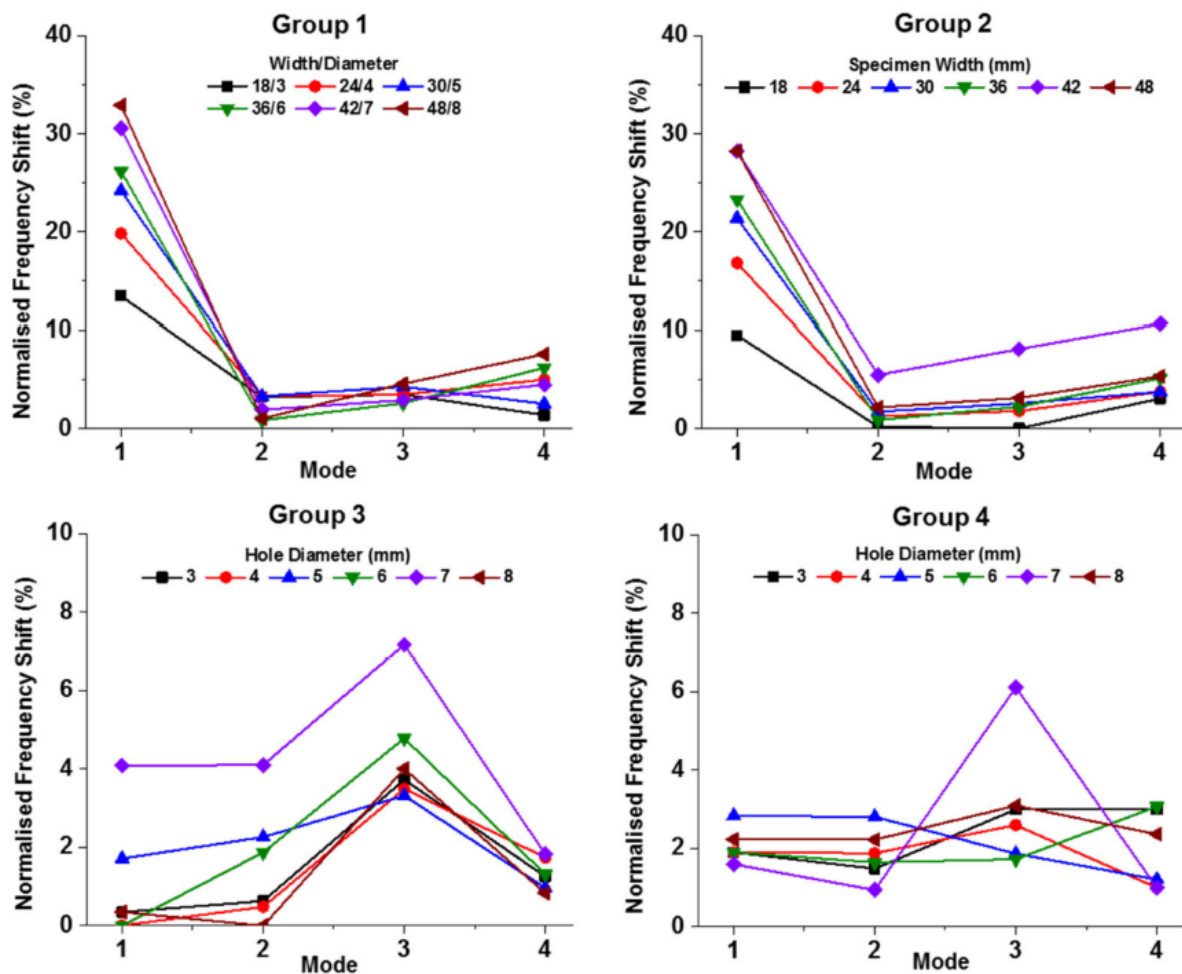 Group 1
Normalised Frequency Shift (%)
40
30
20
10
0
Width/Diameter
18/3 24/4 30/5
36/6 42/7 48/8
1 2 3 4
Mode
Group 2
Normalised Frequency Shift (%)
40
30
20
10
0
Specimen Width (mm)
18 24 30 36 42 48
1 2 3 4
Mode
Group 3
Normalised Frequency Shift (%)
10
8
6
4
2
0
Hole Diameter (mm)
3 4 5 6 7 8
1 2 3 4
Mode
Group 4
Normalised Frequency Shift (%)
10
8
6
4
2
0
Hole Diameter (mm)
3 4 5 6 7 8
1 2 3 4
Mode